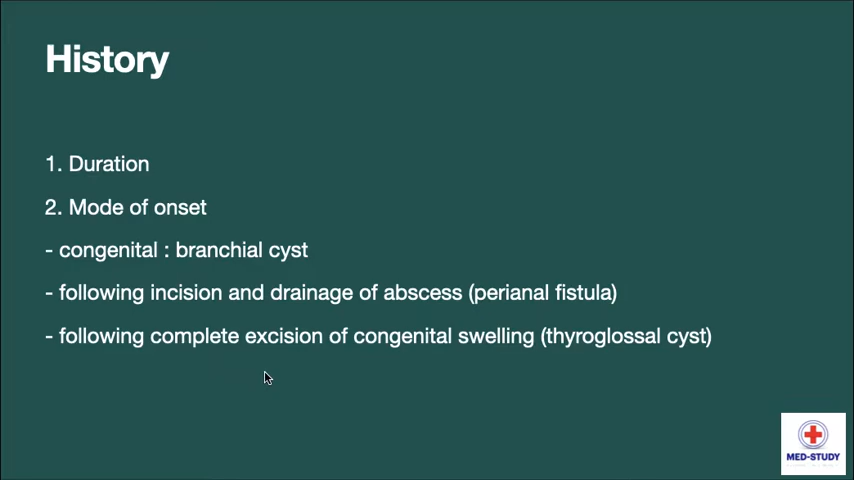 History
1. Duration
2. Mode of onset
- congenital : branchial cyst
- following incision and drainage of abscess (perianal fistula)
- following complete excision of congenital swelling (thyroglossal cyst)
MED-STUDY